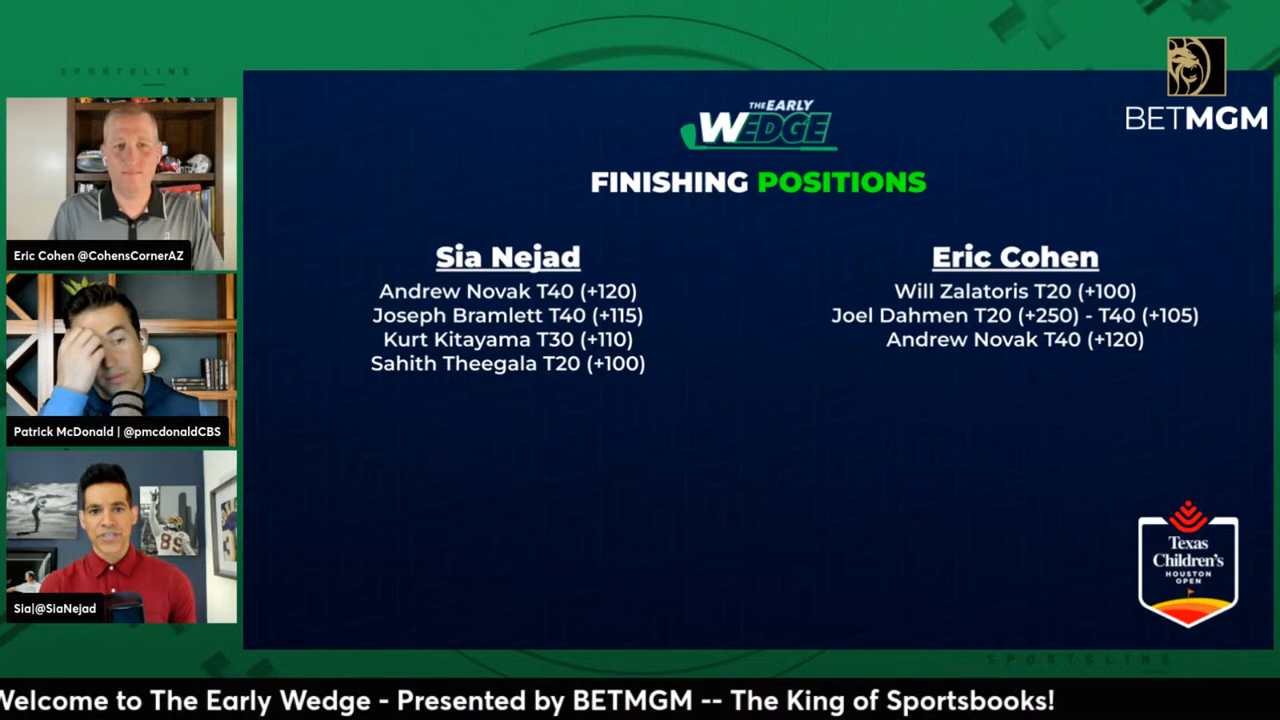 SPORTSLINE
BETMGM
THE EARLY
WEDGE
FINISHING POSITIONS
Eric Cohen @CohensCornerAZ
Patrick McDonald | @pmcdonaldCBS
89
Sia|@SiaNejad
Sia Nejad
Andrew Novak T40 (+120)
Joseph Bramlett T40 (+115)
Kurt Kitayama T30 (+110)
Sahith Theegala T20 (+100)
Eric Cohen
Will Zalatoris T20 (+100)
Joel Dahmen T20 (+250) - T40 (+105)
Andrew Novak T40 (+120)
Texas
Children's
HOUSTON
OPEN
SPORTSLINE
Welcome to The Early Wedge - Presented by BETMGM -- The King of Sportsbooks!